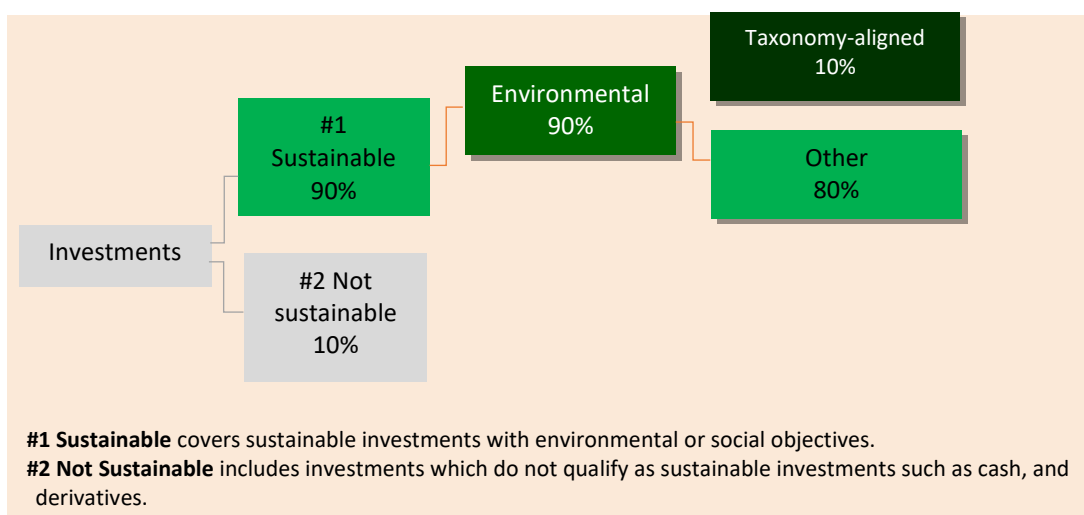 Taxonomy-aligned
10%
Environmental
90%
#1
Sustainable
90%
Other
80%
Investments
#2 Not
sustainable
10%
#1 Sustainable covers sustainable investments with environmental or social objectives.
#2 Not Sustainable includes investments which do not qualify as sustainable investments such as cash, and
derivatives.